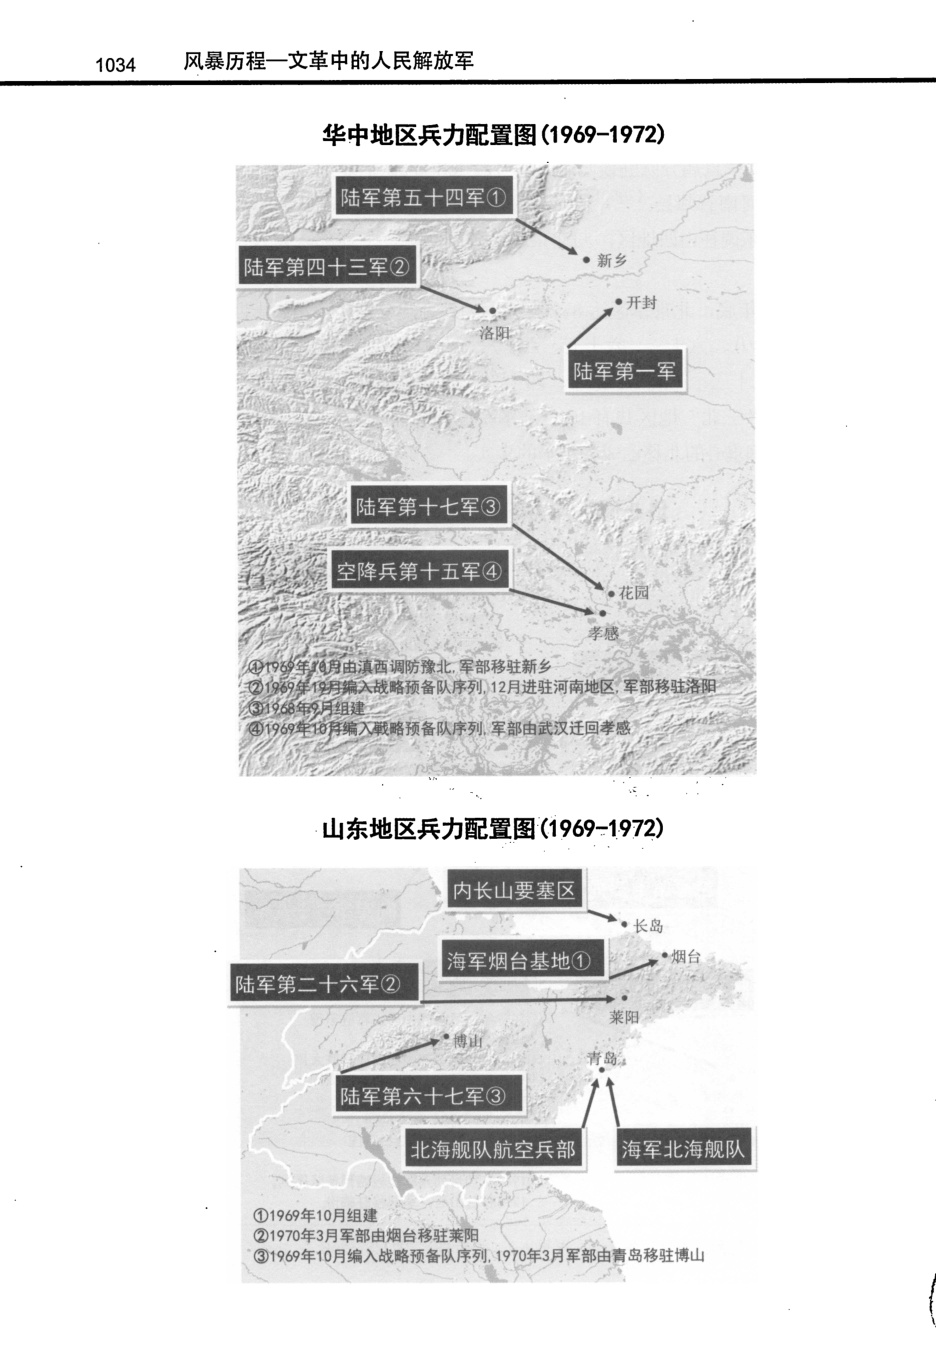 1034 风暴历程—文革中的人民解放军
华中地区兵力配置图(1969-1972)
陆军第五十四军①
新乡
陆军第四十三军②
开封
洛阳
陆军第一军
陆军第十七军③
空降兵第十五军④
花园
孝感
①1969年10月由滇西调防豫北,军部移驻新乡
②1969年10月编入战略预备队序列,12月进驻河南地区,军部移驻洛阳
③1968年9月组建
④1969年10月编入战略预备队序列,军部由武汉迁回孝感
山东地区兵力配置图(1969-1972)
内长山要塞区
长岛
海军烟台基地①
烟台
陆军第二十六军②
莱阳
博山
青岛
陆军第六十七军③
北海舰队航空兵部
海军北海舰队
①1969年10月组建
②1970年3月军部由烟台移驻莱阳
③1969年10月编入战略预备队序列,1970年3月军部由青岛移驻博山